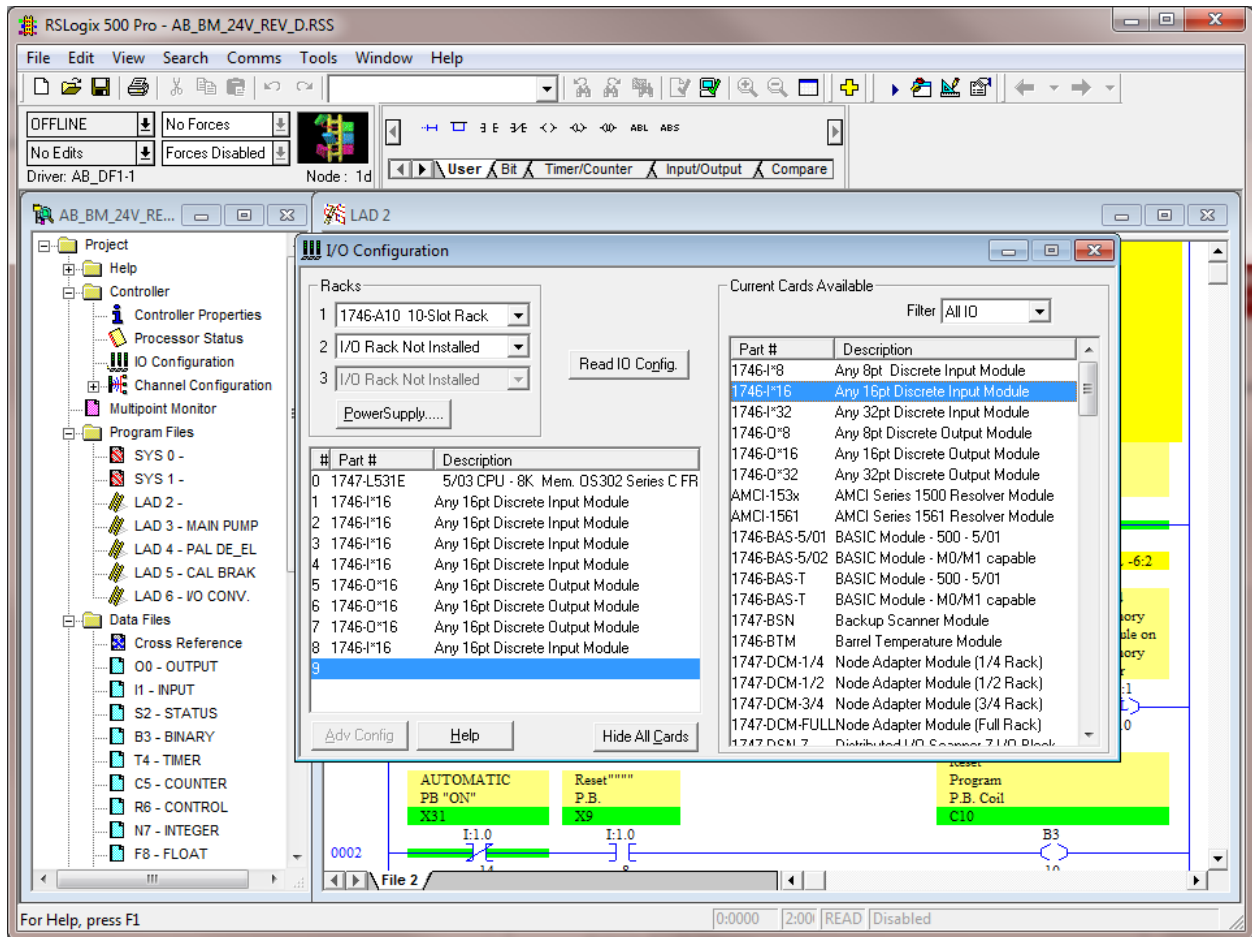 RSLogix 500 Pro - AB_BM_24V_REV_D.RSS
File Edit View Search Comms Tools Window Help
OFFLINE No Forces
No Edits Forces Disabled
Driver: AB_DF1-1 Node : 1d
ABL ABS
User Bit Timer/Counter Input/Output Compare
AB_BM_24V_RE...
Project
Help
Controller
Controller Properties
Processor Status
IO Configuration
Channel Configuration
Multipoint Monitor
Program Files
SYS 0 -
SYS 1 -
LAD 2 -
LAD 3 - MAIN PUMP
LAD 4 - PAL DE_EL
LAD 5 - CAL BRAK
LAD 6 - I/O CONV.
Data Files
Cross Reference
O0 - OUTPUT
I1 - INPUT
S2 - STATUS
B3 - BINARY
T4 - TIMER
C5 - COUNTER
R6 - CONTROL
N7 - INTEGER
F8 - FLOAT
LAD 2
I/O Configuration
Racks
1 1746-A10 10-Slot Rack
2 I/O Rack Not Installed
3 I/O Rack Not Installed
PowerSupply.....
Read IO Config.
# Part # Description
0 1747-L531E 5/03 CPU - 8K Mem. OS302 Series C FR
1 1746-I*16 Any 16pt Discrete Input Module
2 1746-I*16 Any 16pt Discrete Input Module
3 1746-I*16 Any 16pt Discrete Input Module
4 1746-I*16 Any 16pt Discrete Input Module
5 1746-O*16 Any 16pt Discrete Output Module
6 1746-O*16 Any 16pt Discrete Output Module
7 1746-O*16 Any 16pt Discrete Output Module
8 1746-I*16 Any 16pt Discrete Input Module
9
Adv Config Help Hide All Cards
Current Cards Available
Filter All IO
Part # Description
1746-I*8 Any 8pt Discrete Input Module
1746-I*16 Any 16pt Discrete Input Module
1746-I*32 Any 32pt Discrete Input Module
1746-O*8 Any 8pt Discrete Output Module
1746-O*16 Any 16pt Discrete Output Module
1746-O*32 Any 32pt Discrete Output Module
AMCI-153x AMCI Series 1500 Resolver Module
AMCI-1561 AMCI Series 1561 Resolver Module
1746-BAS-5/01 BASIC Module - 500 - 5/01
1746-BAS-5/02 BASIC Module - M0/M1 capable
1746-BAS-T BASIC Module - 500 - 5/01
1746-BAS-T BASIC Module - M0/M1 capable
1747-BSN Backup Scanner Module
1746-BTM Barrel Temperature Module
1747-DCM-1/4 Node Adapter Module (1/4 Rack)
1747-DCM-1/2 Node Adapter Module (1/2 Rack)
1747-DCM-3/4 Node Adapter Module (3/4 Rack)
1747-DCM-FULL Node Adapter Module (Full Rack)
1747-DSN-7 Distributed I/O Scanner 7 I/O Block
, -6:2
AUTOMATIC
PB "ON"
X31
I:1.0
14
Reset""""
P.B.
X9
I:1.0
8
Reset
Program
P.B. Coil
C10
B3
10
0002
File 2
For Help, press F1
0:0000 2:00 READ Disabled